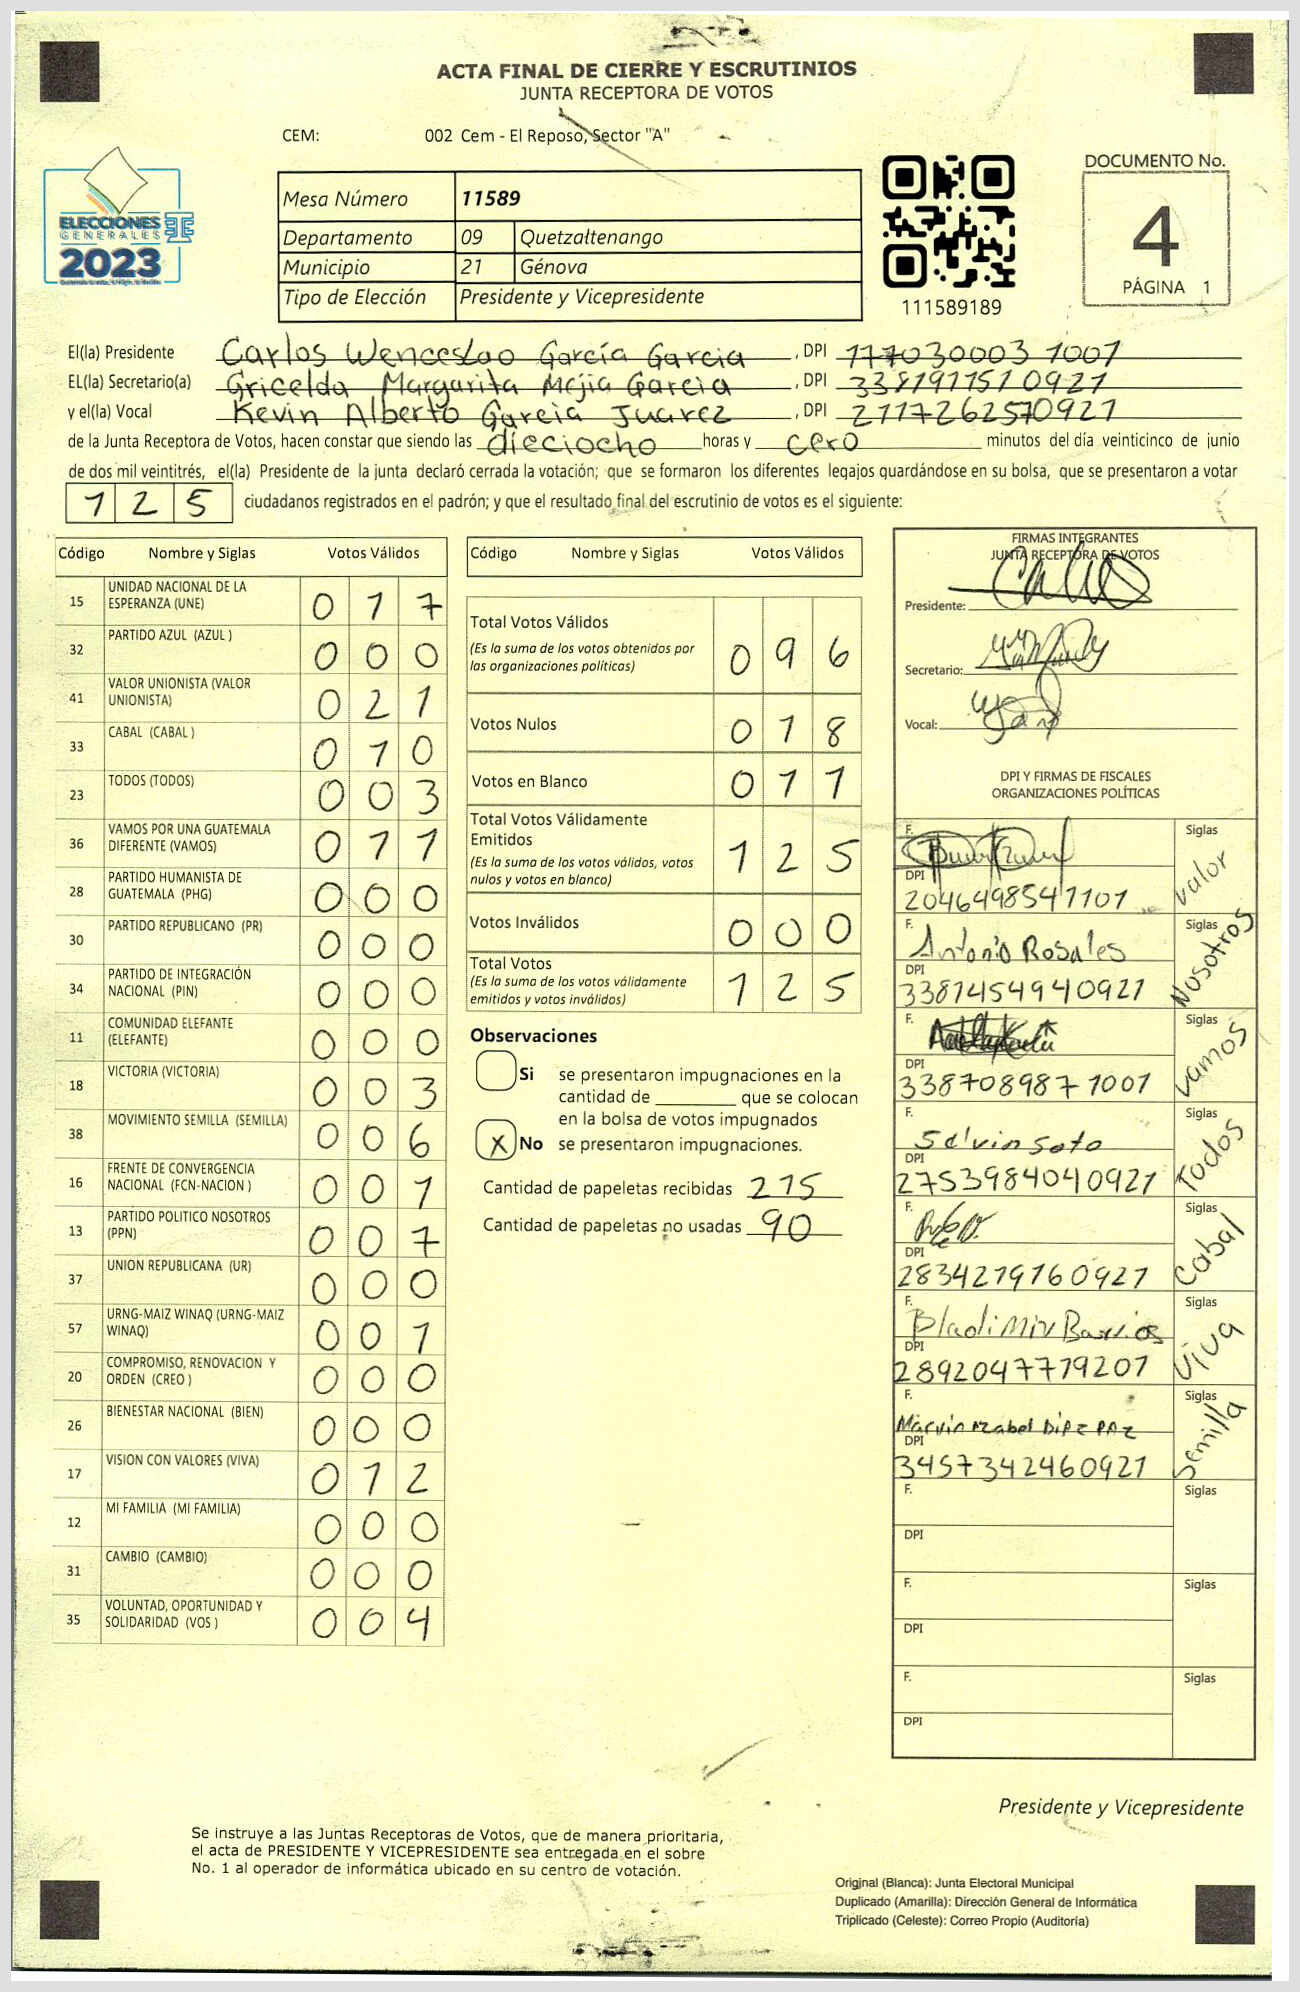 ACTA FINAL DE CIERRE Y ESCRUTINIOS
JUNTA RECEPTORA DE VOTOS
CEM: 002 Cem - El Reposo, Sector "A"
ELECCIONES
GENERALES
2023
Mesa Número 11589
Departamento 09 Quetzaltenango
Municipio 21 Génova
Tipo de Elección Presidente y Vicepresidente
111589189
DOCUMENTO No.
4
PÁGINA 1
El(la) Presidente Carlos Wenceslao García Garcia, DPI 177030003 1001
EL(la) Secretario(a) Gricelda Margarita Mejia Garcia, DPI 3381911510921
y el(la) Vocal Kevin Alberto Garcia Juarez, DPI 2117262570921
de la Junta Receptora de Votos, hacen constar que siendo las dieciocho horas y cero minutos del día veinticinco de junio
de dos mil veintitrés, el(la) Presidente de la junta declaró cerrada la votación; que se formaron los diferentes legajos quardándose en su bolsa, que se presentaron a votar
125 ciudadanos registrados en el padrón; y que el resultado final del escrutinio de votos es el siguiente:
Código Nombre y Siglas Votos Válidos
15 UNIDAD NACIONAL DE LA ESPERANZA (UNE) 0 1 7
32 PARTIDO AZUL (AZUL ) 0 0 0
41 VALOR UNIONISTA (VALOR UNIONISTA) 0 2 1
33 CABAL (CABAL ) 0 1 0
23 TODOS (TODOS) 0 0 3
36 VAMOS POR UNA GUATEMALA DIFERENTE (VAMOS) 0 1 1
28 PARTIDO HUMANISTA DE GUATEMALA (PHG) 0 0 0
30 PARTIDO REPUBLICANO (PR) 0 0 0
34 PARTIDO DE INTEGRACIÓN NACIONAL (PIN) 0 0 0
11 COMUNIDAD ELEFANTE (ELEFANTE) 0 0 0
18 VICTORIA (VICTORIA) 0 0 3
38 MOVIMIENTO SEMILLA (SEMILLA) 0 0 6
16 FRENTE DE CONVERGENCIA NACIONAL (FCN-NACION ) 0 0 1
13 PARTIDO POLITICO NOSOTROS (PPN) 0 0 7
37 UNION REPUBLICANA (UR) 0 0 0
57 URNG-MAIZ WINAQ (URNG-MAIZ WINAQ) 0 0 1
20 COMPROMISO, RENOVACION Y ORDEN (CREO ) 0 0 0
26 BIENESTAR NACIONAL (BIEN) 0 0 0
17 VISION CON VALORES (VIVA) 0 1 2
12 MI FAMILIA (MI FAMILIA) 0 0 0
31 CAMBIO (CAMBIO) 0 0 0
35 VOLUNTAD, OPORTUNIDAD Y SOLIDARIDAD (VOS ) 0 0 4
Código Nombre y Siglas Votos Válidos
Total Votos Válidos 0 9 6
(Es la suma de los votos obtenidos por
las organizaciones políticas)
Votos Nulos 0 1 8
Votos en Blanco 0 1 1
Total Votos Válidamente
Emitidos 1 2 5
(Es la suma de los votos válidos, votos
nulos y votos en blanco)
Votos Inválidos 0 0 0
Total Votos 1 2 5
(Es la suma de los votos válidamente
emitidos y votos inválidos)
Observaciones
Si se presentaron impugnaciones en la
cantidad de ________ que se colocan
en la bolsa de votos impugnados
X No se presentaron impugnaciones.
Cantidad de papeletas recibidas 215
Cantidad de papeletas no usadas 90
FIRMAS INTEGRANTES
JUNTA RECEPTORA DE VOTOS
Presidente:
Secretario:
Vocal:
DPI Y FIRMAS DE FISCALES
ORGANIZACIONES POLÍTICAS
F. Siglas Valor
DPI 2046498541101
F. Antonio Rosales Siglas Nosotros
DPI 3381454940921
F. Siglas Vamos
DPI 3387089871001
F. Selvin Soto Siglas Todos
DPI 2753984040921
F. Siglas Cabal
DPI 2834219760921
F. Bladimir Barrios Siglas Viva
DPI 2892047719201
F. Marvin Mzabel DiAz PAz Siglas Semilla
DPI 3457342460921
F. Siglas
DPI
F. Siglas
DPI
F. Siglas
DPI
Presidente y Vicepresidente
Se instruye a las Juntas Receptoras de Votos, que de manera prioritaria,
el acta de PRESIDENTE Y VICEPRESIDENTE sea entregada en el sobre
No. 1 al operador de informática ubicado en su centro de votación.
Original (Blanca): Junta Electoral Municipal
Duplicado (Amarilla): Dirección General de Informática
Triplicado (Celeste): Correo Propio (Auditoría)